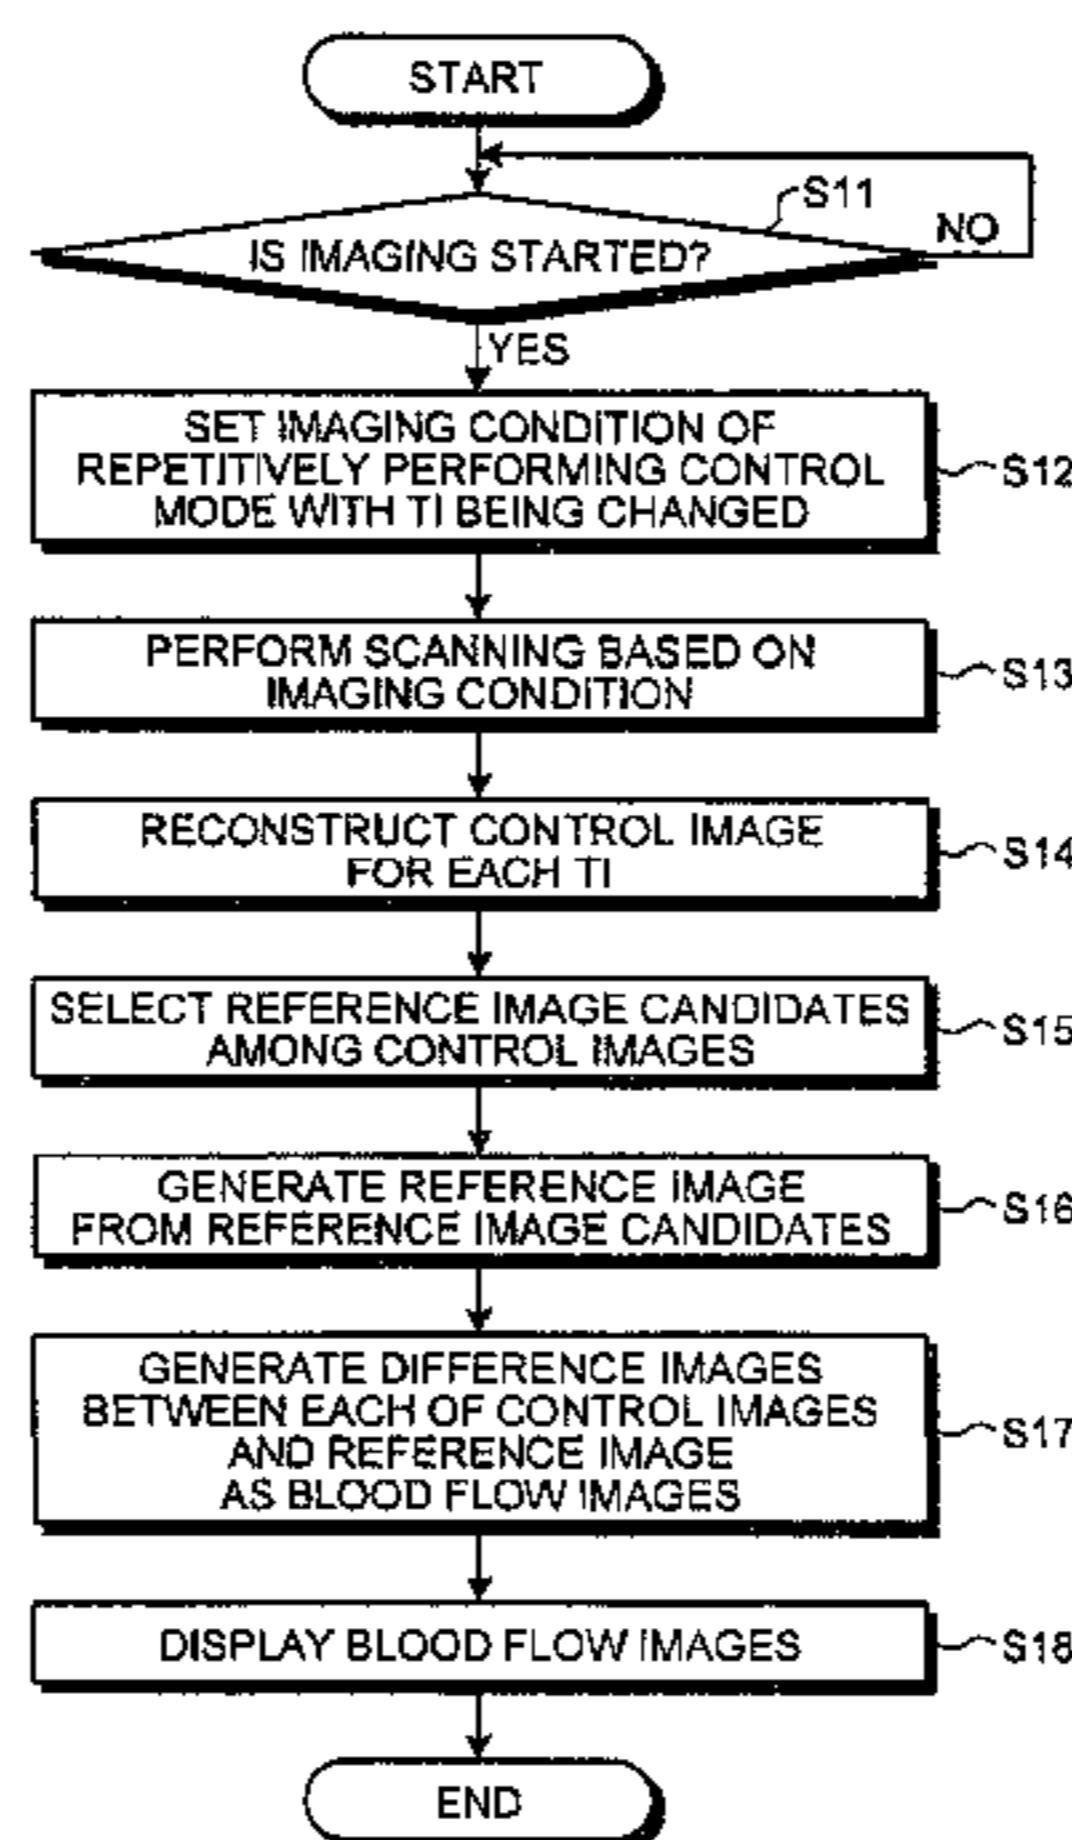 START
S11
NO
IS IMAGING STARTED?
YES
SET IMAGING CONDITION OF
REPETITIVELY PERFORMING CONTROL
MODE WITH TI BEING CHANGED
S12
PERFORM SCANNING BASED ON
IMAGING CONDITION
S13
RECONSTRUCT CONTROL IMAGE
FOR EACH TI
S14
SELECT REFERENCE IMAGE CANDIDATES
AMONG CONTROL IMAGES
S15
GENERATE REFERENCE IMAGE
FROM REFERENCE IMAGE CANDIDATES
S16
GENERATE DIFFERENCE IMAGES
BETWEEN EACH OF CONTROL IMAGES
AND REFERENCE IMAGE
AS BLOOD FLOW IMAGES
S17
DISPLAY BLOOD FLOW IMAGES
S18
END